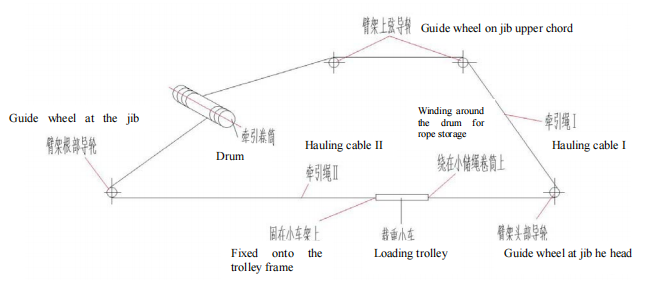 臂架上弦导轮
Guide wheel on jib upper chord
Guide wheel at the jib
臂架根部导轮
牵引卷筒
Drum
Hauling cable II
牵引绳II
Winding around
the drum for
rope storage
绕在小储绳卷筒上
牵引绳I
Hauling cable I
固在小车架上
Fixed onto the
trolley frame
载重小车
Loading trolley
臂架头部导轮
Guide wheel at jib he head